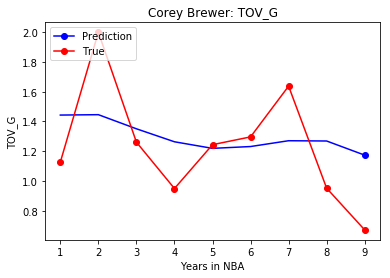 Corey Brewer: TOV_G
Prediction
True
2.0
1.8
1.6
1.4
1.2
1.0
0.8
TOV_G
1 2 3 4 5 6 7 8 9
Years in NBA